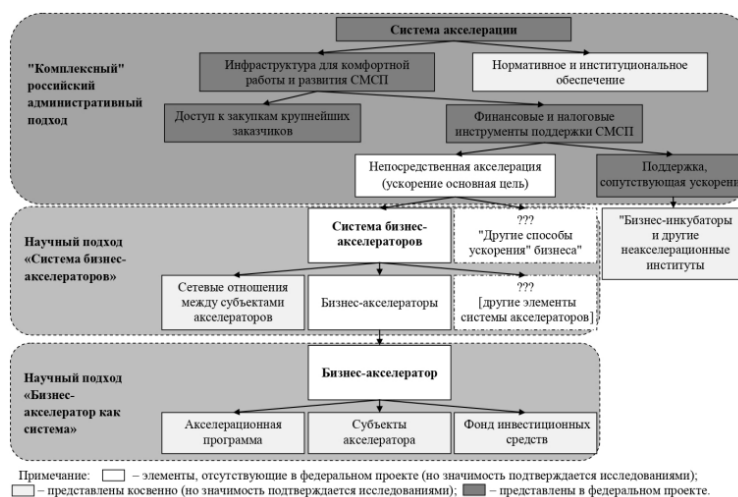 Система акселерации
"Комплексный"
российский
административный
подход
Инфраструктура для комфортной
работы и развития СМСП
Нормативное и институциональное
обеспечение
Доступ к закупкам крупнейших
заказчиков
Финансовые и налоговые
инструменты поддержки СМСП
Непосредственная акселерация
(ускорение основная цель)
Поддержка,
сопутствующая ускорени
Научный подход
«Система бизнес-
акселераторов»
Система бизнес-
акселераторов
???
"Другие способы
ускорения" бизнеса"
"Бизнес-инкубаторы
и другие
неакселерационные
институты
Сетевые отношения
между субъектами
акселераторов
Бизнес-акселераторы
???
[другие элементы
системы акселераторов]
Научный подход
«Бизнес-
акселератор как
система»
Бизнес-акселератор
Акселерационная
программа
Субъекты
акселератора
Фонд инвестиционных
средств
Примечание: – элементы, отсутствующие в федеральном проекте (но значимость подтверждается исследованиями);
– представлены косвенно (но значимость подтверждается исследованиями); – представлены в федеральном проекте.